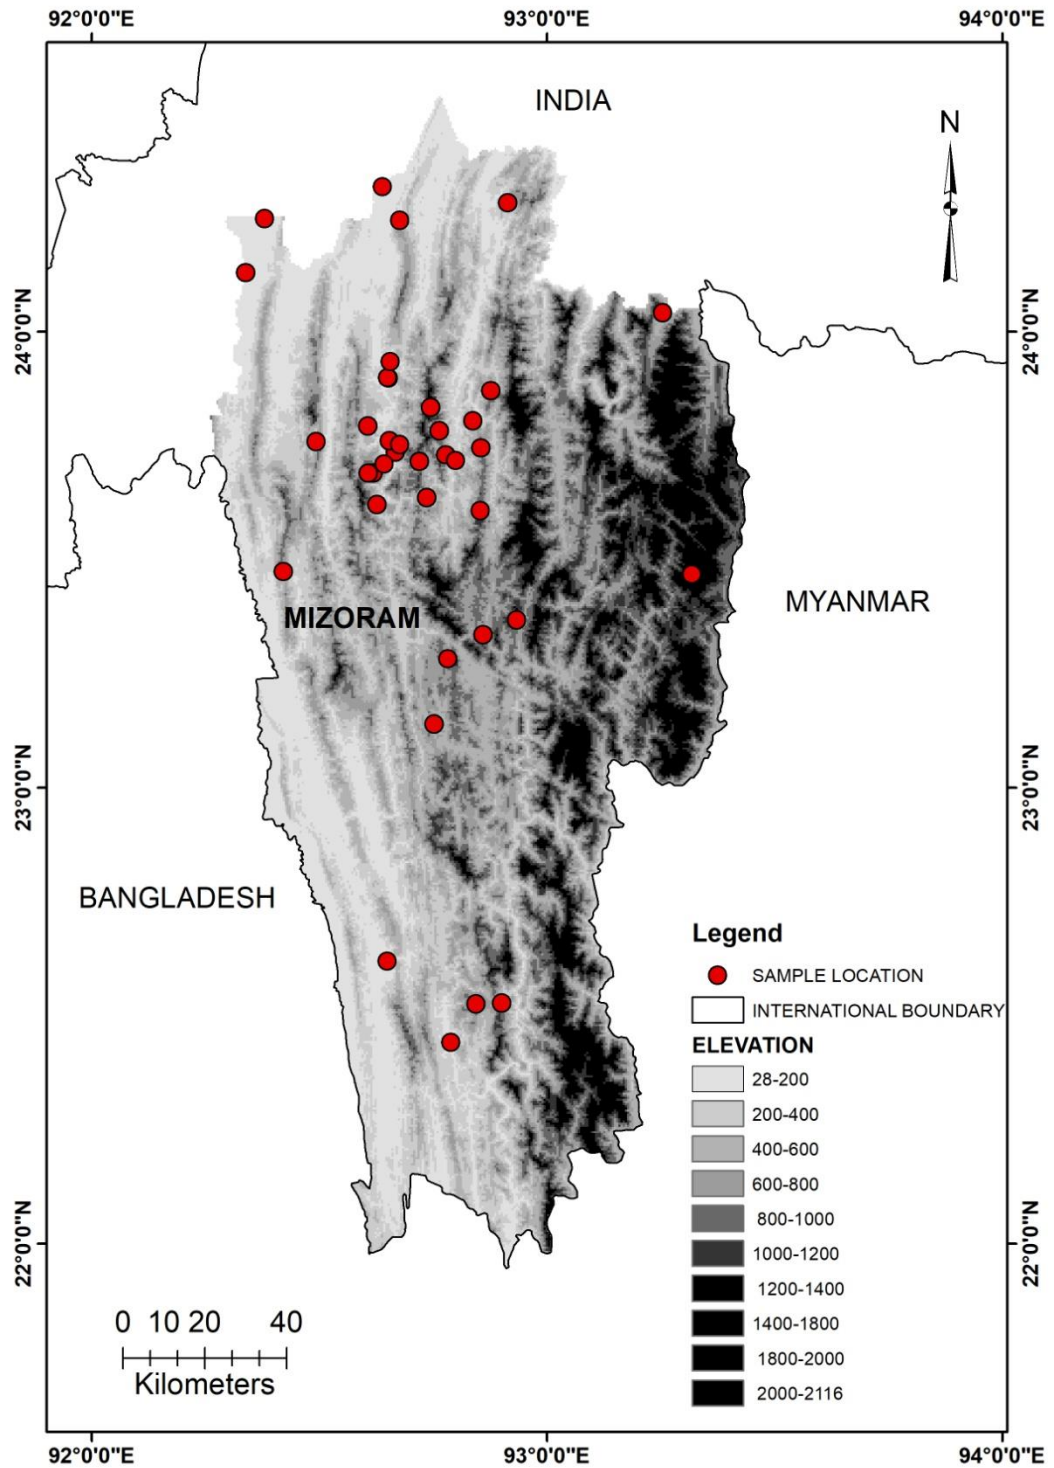 92°0'0"E 93°0'0"E 94°0'0"E
INDIA
N
24°0'0"N 24°0'0"N
MYANMAR
MIZORAM
23°0'0"N 23°0'0"N
BANGLADESH
Legend
SAMPLE LOCATION
INTERNATIONAL BOUNDARY
ELEVATION
28-200
200-400
400-600
600-800
800-1000
1000-1200
1200-1400
1400-1800
1800-2000
2000-2116
22°0'0"N 22°0'0"N
0 10 20 40
Kilometers
92°0'0"E 93°0'0"E 94°0'0"E